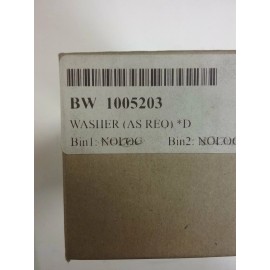 BW 1005203
WASHER (AS REQ) *D
Bin1: NOLOC Bin2: NOLOC